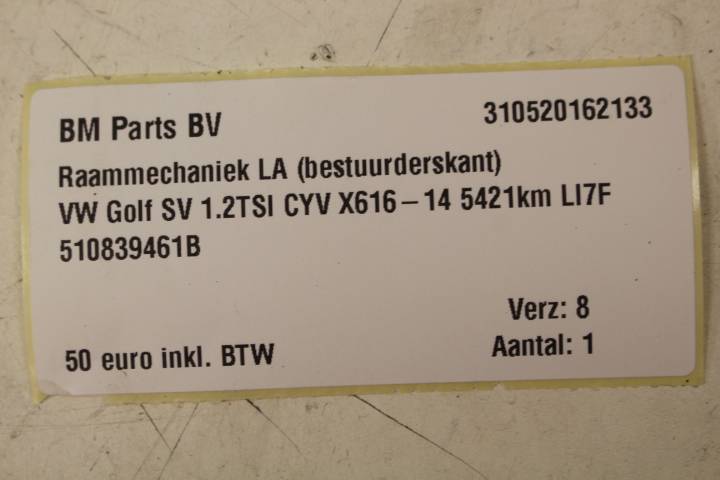 BM Parts BV 310520162133
Raammechaniek LA (bestuurderskant)
VW Golf SV 1.2TSI CYV X616-14 5421km LI7F
510839461B
Verz: 8
50 euro inkl. BTW Aantal: 1